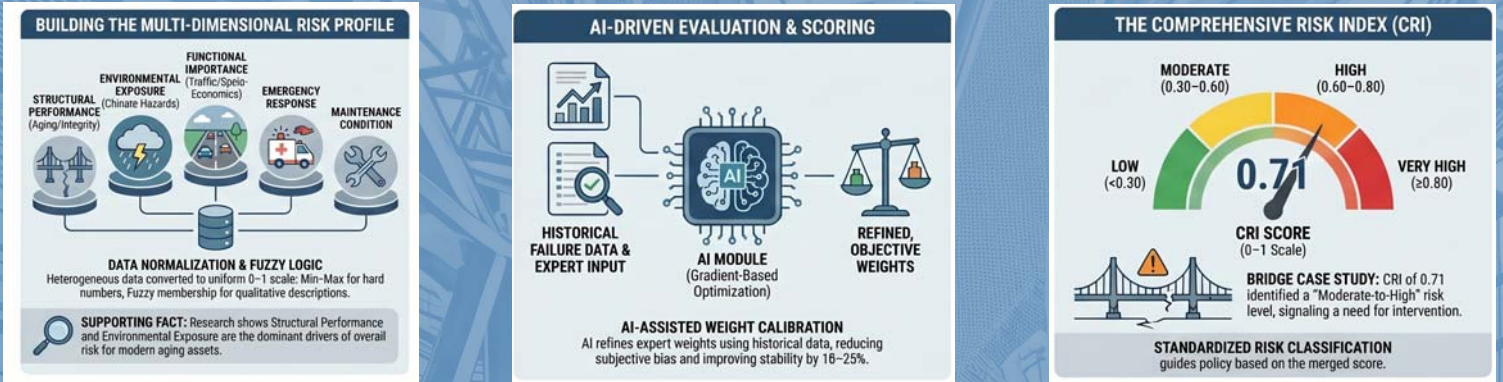 BUILDING THE MULTI-DIMENSIONAL RISK PROFILE
STRUCTURAL
PERFORMANCE
(Aging/Integrity)
ENVIRONMENTAL
EXPOSURE
(Chinate Hazards)
FUNCTIONAL
IMPORTANCE
(Traffic/Speio-
Economics)
EMERGENCY
RESPONSE
MAINTENANCE
CONDITION
DATA NORMALIZATION & FUZZY LOGIC
Heterogeneous data converted to uniform 0–1 scale: Min–Max for hard
numbers, Fuzzy membership for qualitative descriptions.
SUPPORTING FACT: Research shows Structural Performance
and Environmental Exposure are the dominant drivers of overail
risk for modern aging assets.
AI-DRIVEN EVALUATION & SCORING
HISTORICAL
FAILURE DATA &
EXPERT INPUT
AI
AI MODULE
(Gradient-Based
Optimization)
REFINED,
OBJECTIVE
WEIGHTS
AI-ASSISTED WEIGHT CALIBRATION
AI refines expert weights using historical data, reducing
subjective bias and improving stability by 16–25%.
THE COMPREHENSIVE RISK INDEX (CRI)
LOW
(<0.30)
MODERATE
(0.30–0.60)
HIGH
(0.60–0.80)
VERY HIGH
(≥0.80)
0.71
CRI SCORE
(0–1 Scale)
BRIDGE CASE STUDY: CRI of 0.71
identified a "Moderate-to-High" risk
level, signaling a need for intervention.
STANDARDIZED RISK CLASSIFICATION
guides policy based on the merged score.